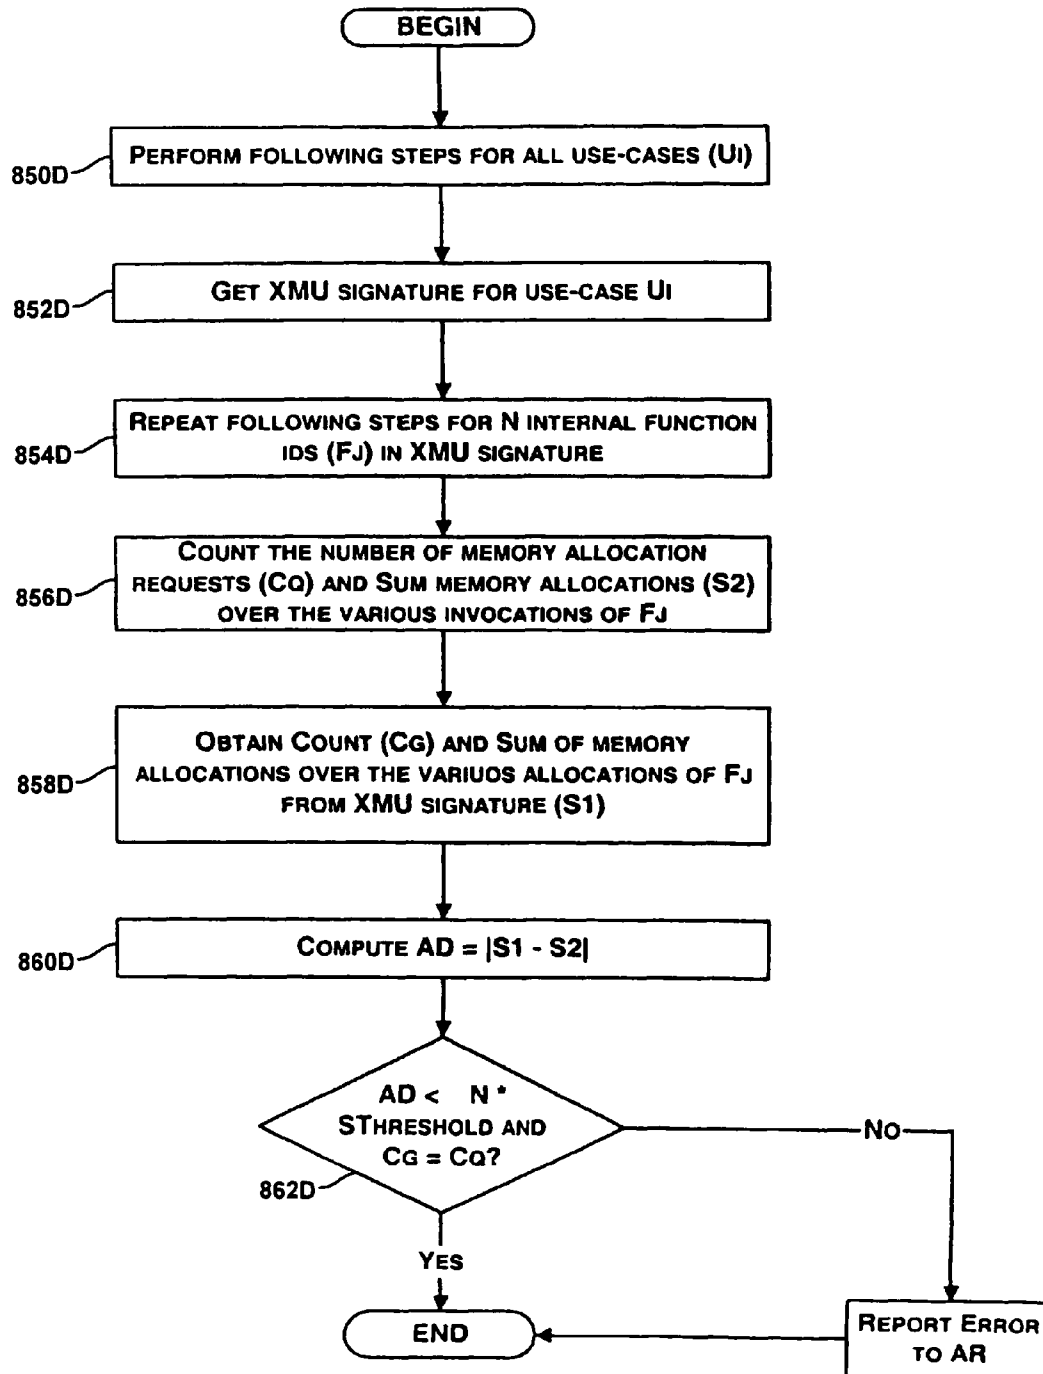 BEGIN
PERFORM FOLLOWING STEPS FOR ALL USE-CASES (UI)
850D
GET XMU SIGNATURE FOR USE-CASE UI
852D
REPEAT FOLLOWING STEPS FOR N INTERNAL FUNCTION
IDS (FJ) IN XMU SIGNATURE
854D
COUNT THE NUMBER OF MEMORY ALLOCATION
REQUESTS (CQ) AND SUM MEMORY ALLOCATIONS (S2)
OVER THE VARIOUS INVOCATIONS OF FJ
856D
OBTAIN COUNT (CG) AND SUM OF MEMORY
ALLOCATIONS OVER THE VARIUOS ALLOCATIONS OF FJ
FROM XMU SIGNATURE (S1)
858D
COMPUTE AD = |S1 - S2|
860D
AD < N *
STHRESHOLD AND
CG = CQ?
862D
NO
YES
END
REPORT ERROR
TO AR